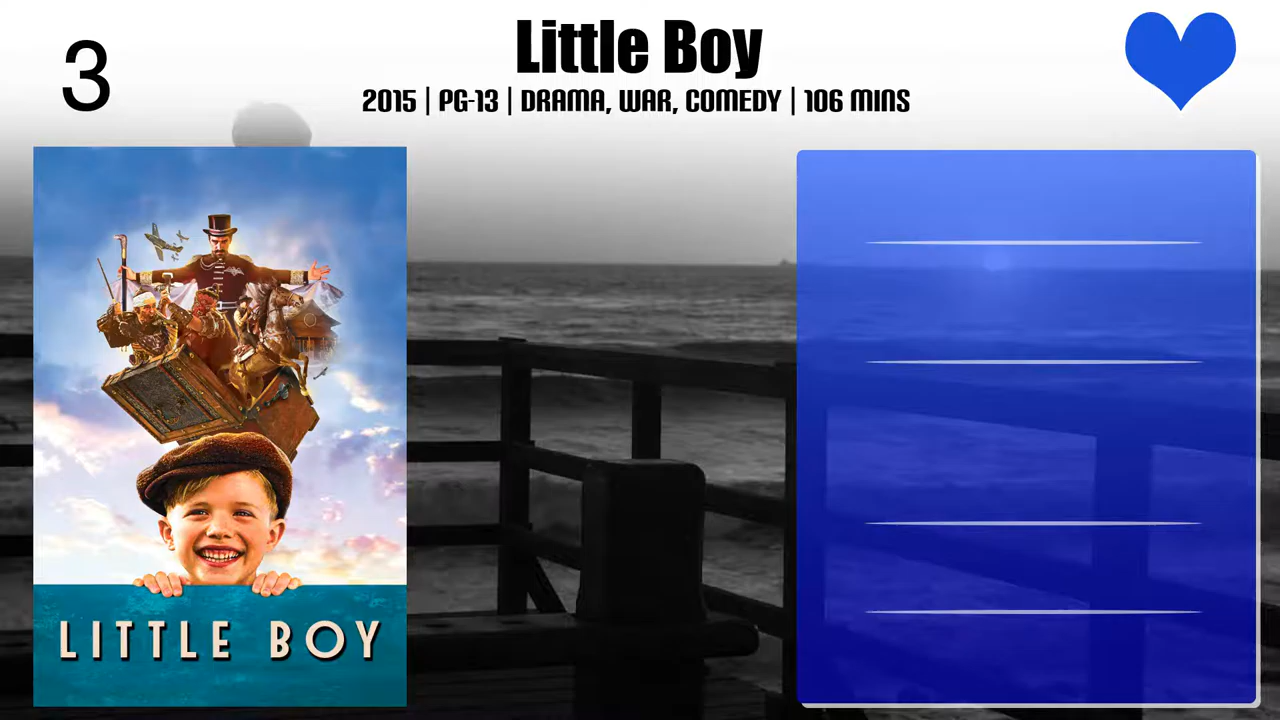 3
Little Boy
2015 | PG-13 | DRAMA, WAR, COMEDY | 106 MINS
LITTLE BOY